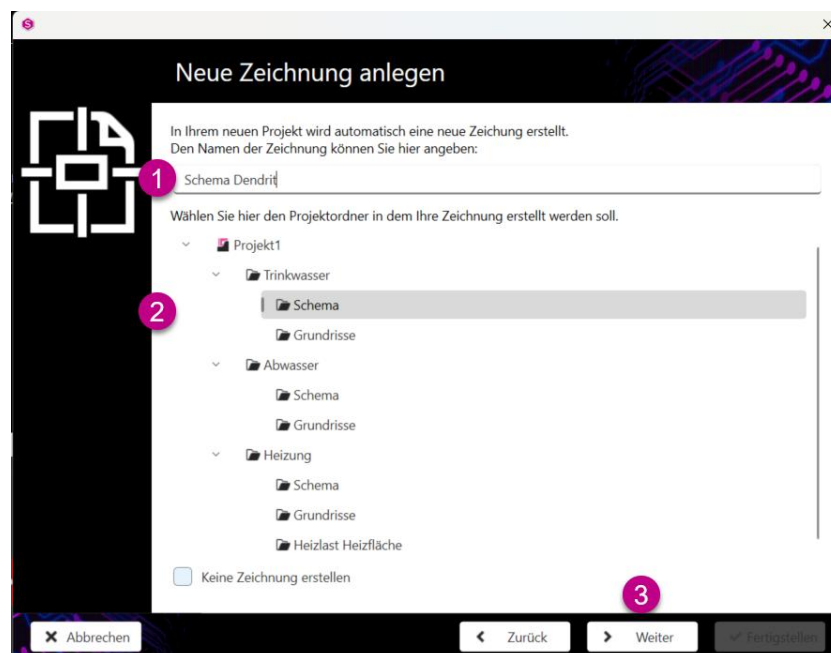 S
Neue Zeichnung anlegen
In Ihrem neuen Projekt wird automatisch eine neue Zeichung erstellt.
Den Namen der Zeichnung können Sie hier angeben:
1
Schema Dendrit
Wählen Sie hier den Projektordner in dem Ihre Zeichnung erstellt werden soll.
Projekt1
Trinkwasser
2
Schema
Grundrisse
Abwasser
Schema
Grundrisse
Heizung
Schema
Grundrisse
Heizlast Heizfläche
Keine Zeichnung erstellen
3
Abbrechen
Zurück
Weiter
Fertigstellen